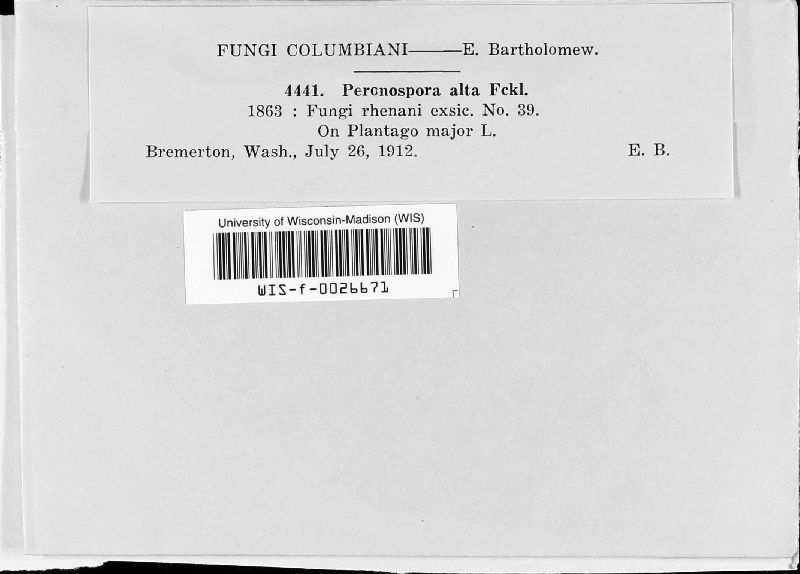 FUNGI COLUMBIANI——E. Bartholomew.
4441. Peronospora alta Fckl.
1863 : Fungi rhenani exsic. No. 39.
On Plantago major L.
Bremerton, Wash., July 26, 1912. E. B.
University of Wisconsin-Madison (WIS)
WIS-f-0026671